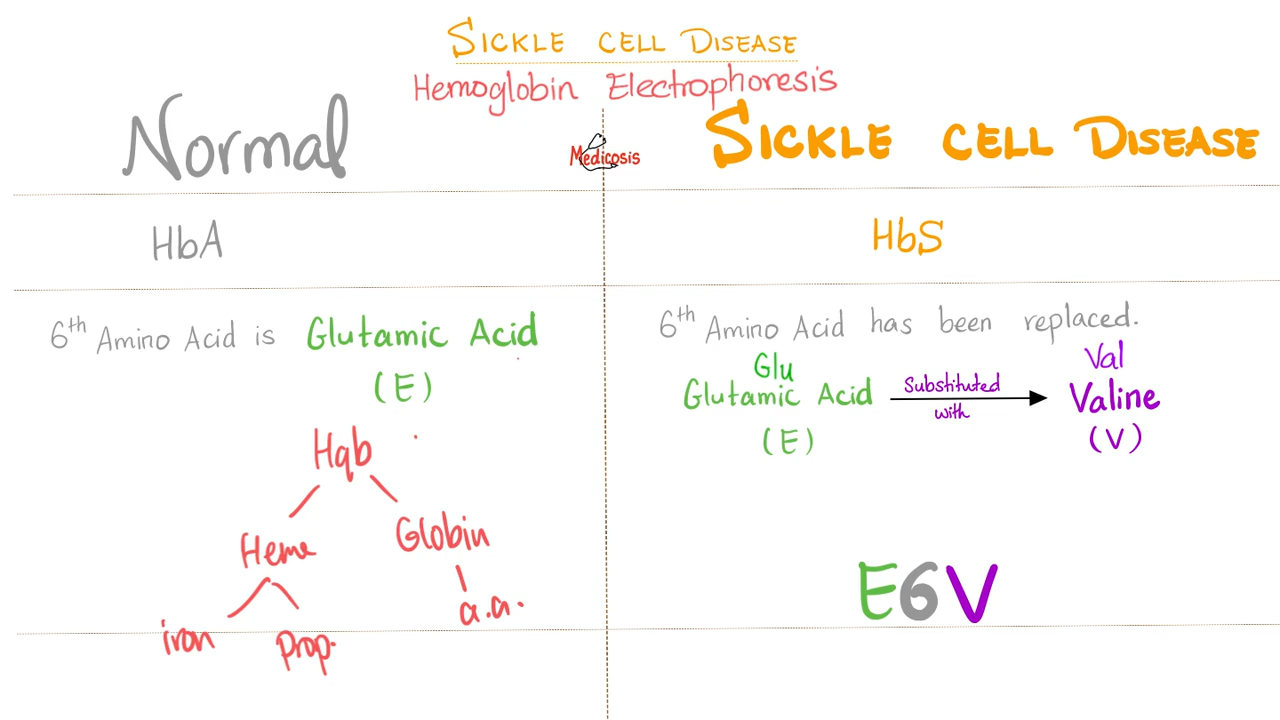 SICKLE CELL DISEASE
Hemoglobin Electrophoresis
Normal
Medicosis
SICKLE CELL DISEASE
HbA
HbS
6th Amino Acid is Glutamic Acid
(E)
Hgb
Heme
Globin
iron
Prop.
a.a.
6th Amino Acid has been replaced.
Glu
Val
Glutamic Acid
Substituted
with
Valine
(E)
(V)
E6V